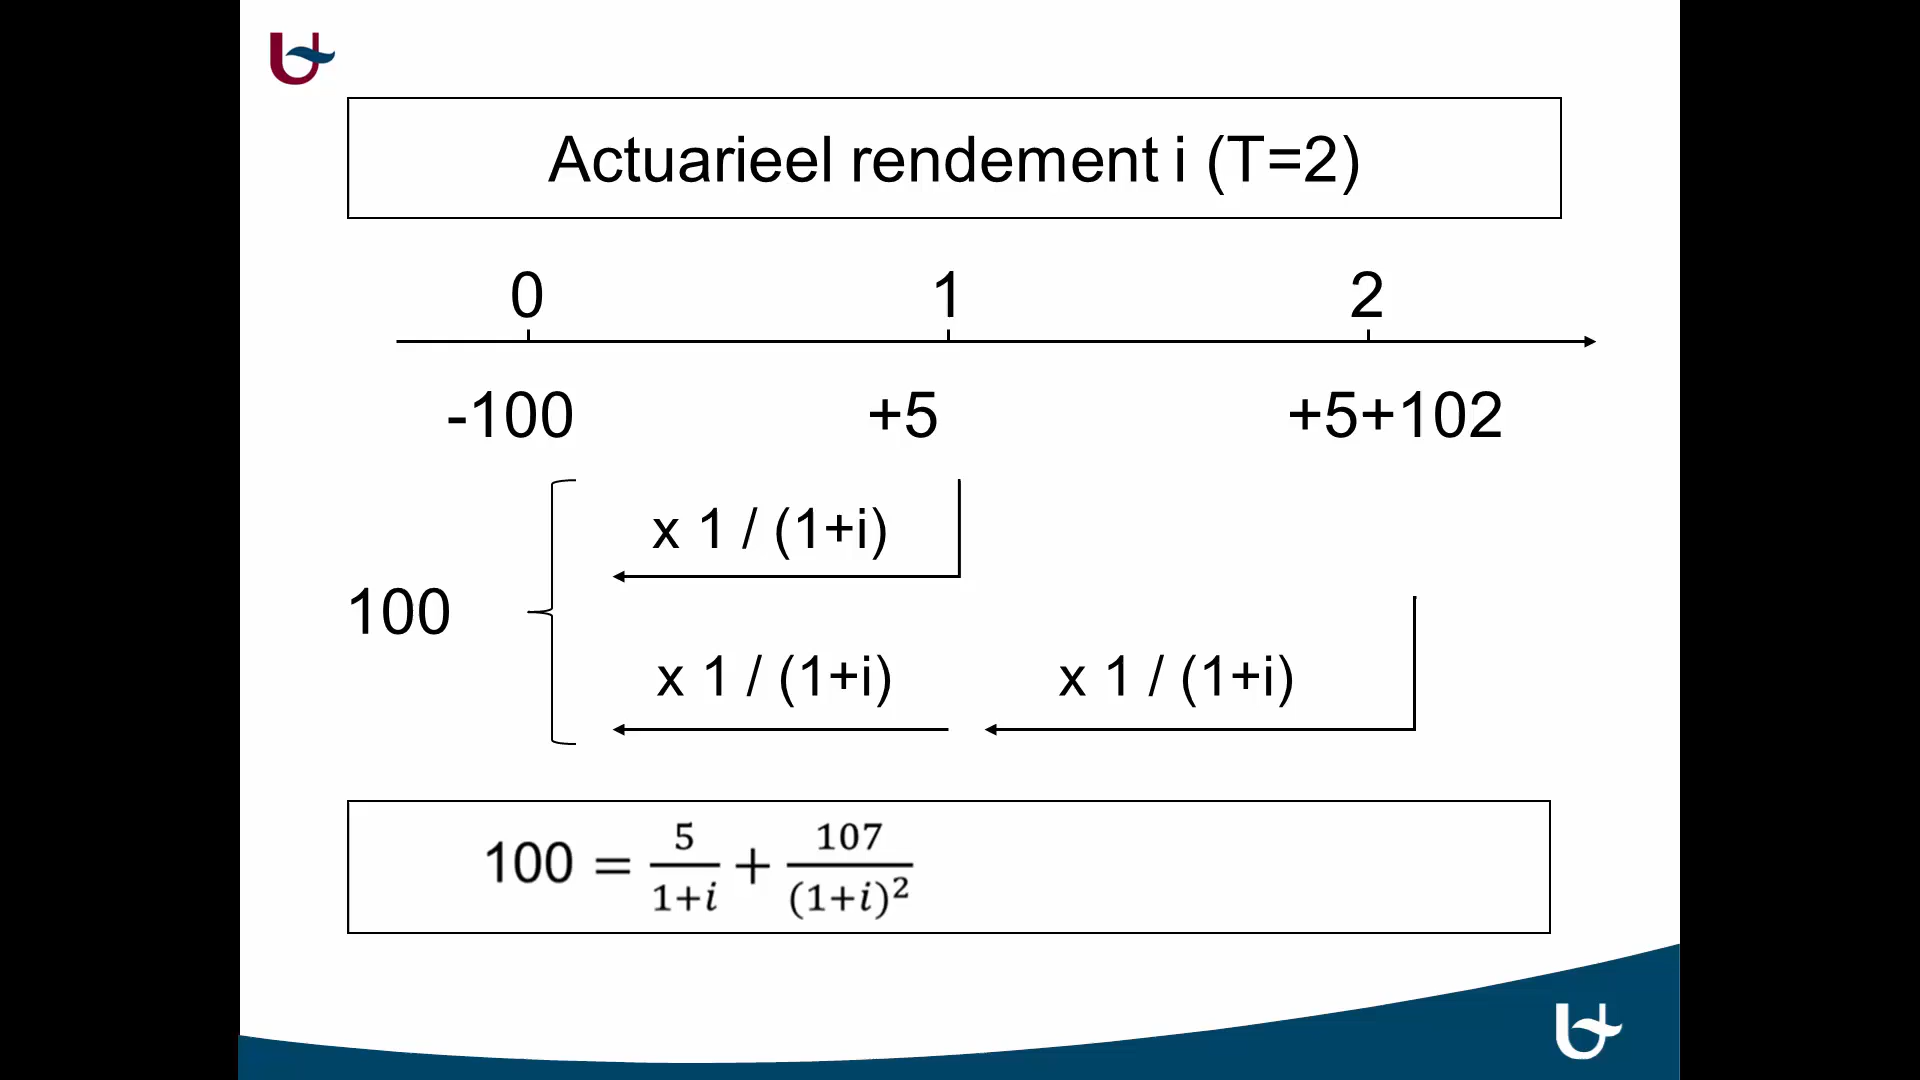 Actuarieel rendement i (T=2)
0 1 2
-100 +5 +5+102
x 1 / (1+i)
100
x 1 / (1+i) x 1 / (1+i)
100 = 5/(1+i) + 107/(1+i)²